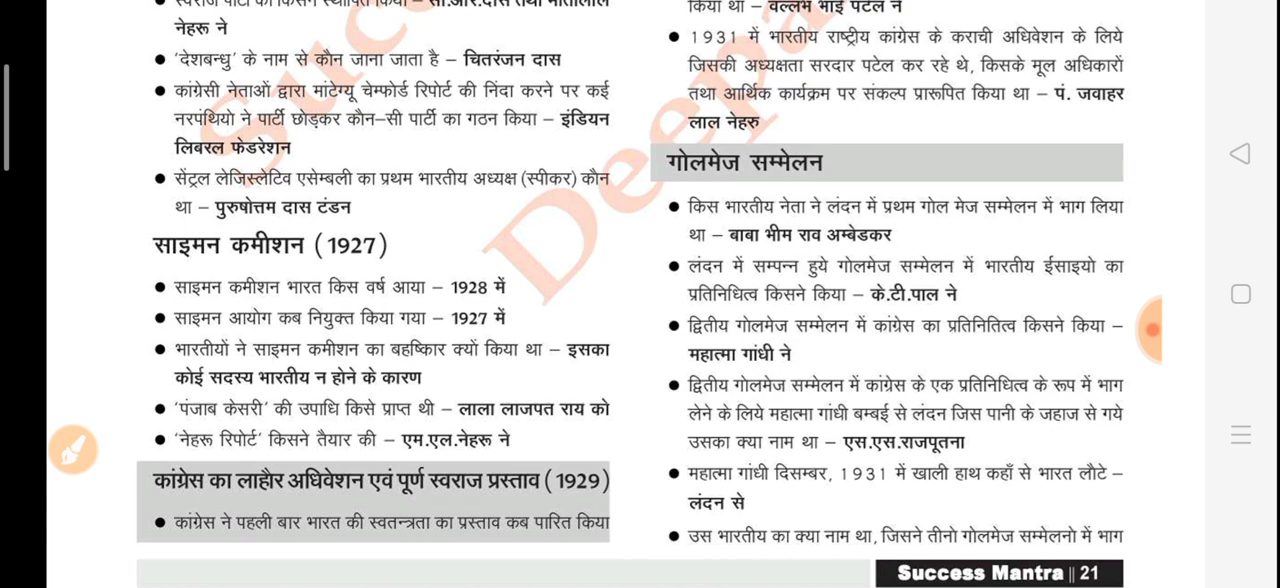 स्वराज पार्टी को किसने स्थापित किया – सी.आर.दास तथा मोतीलाल
नेहरू ने
● 'देशबन्धु' के नाम से कौन जाना जाता है – चितरंजन दास
● कांग्रेसी नेताओं द्वारा मांटेग्यू चेम्फोर्ड रिपोर्ट की निंदा करने पर कई
नरपंथियो ने पार्टी छोड़कर कौन–सी पार्टी का गठन किया – इंडियन
लिबरल फेडरेशन
● सेंट्रल लेजिस्लेटिव एसेम्बली का प्रथम भारतीय अध्यक्ष (स्पीकर) कौन
था – पुरुषोत्तम दास टंडन
साइमन कमीशन (1927)
● साइमन कमीशन भारत किस वर्ष आया – 1928 में
● साइमन आयोग कब नियुक्त किया गया – 1927 में
● भारतीयों ने साइमन कमीशन का बहष्किार क्यों किया था – इसका
कोई सदस्य भारतीय न होने के कारण
● 'पंजाब केसरी' की उपाधि किसे प्राप्त थी – लाला लाजपत राय को
● 'नेहरू रिपोर्ट' किसने तैयार की – एम.एल.नेहरू ने
कांग्रेस का लाहौर अधिवेशन एवं पूर्ण स्वराज प्रस्ताव (1929)
● कांग्रेस ने पहली बार भारत की स्वतन्त्रता का प्रस्ताव कब पारित किया
किया था – वल्लभ भाई पटेल ने
● 1931 में भारतीय राष्ट्रीय कांग्रेस के कराची अधिवेशन के लिये
जिसकी अध्यक्षता सरदार पटेल कर रहे थे, किसके मूल अधिकारों
तथा आर्थिक कार्यक्रम पर संकल्प प्रारूपित किया था – पं. जवाहर
लाल नेहरु
गोलमेज सम्मेलन
● किस भारतीय नेता ने लंदन में प्रथम गोल मेज सम्मेलन में भाग लिया
था – बाबा भीम राव अम्बेडकर
● लंदन में सम्पन्न हुये गोलमेज सम्मेलन में भारतीय ईसाइयो का
प्रतिनिधित्व किसने किया – के.टी.पाल ने
● द्वितीय गोलमेज सम्मेलन में कांग्रेस का प्रतिनितित्व किसने किया –
महात्मा गांधी ने
● द्वितीय गोलमेज सम्मेलन में कांग्रेस के एक प्रतिनिधित्व के रूप में भाग
लेने के लिये महात्मा गांधी बम्बई से लंदन जिस पानी के जहाज से गये
उसका क्या नाम था – एस.एस.राजपूतना
● महात्मा गांधी दिसम्बर, 1931 में खाली हाथ कहाँ से भारत लौटे –
लंदन से
● उस भारतीय का क्या नाम था, जिसने तीनो गोलमेज सम्मेलनो में भाग
Success Mantra || 21